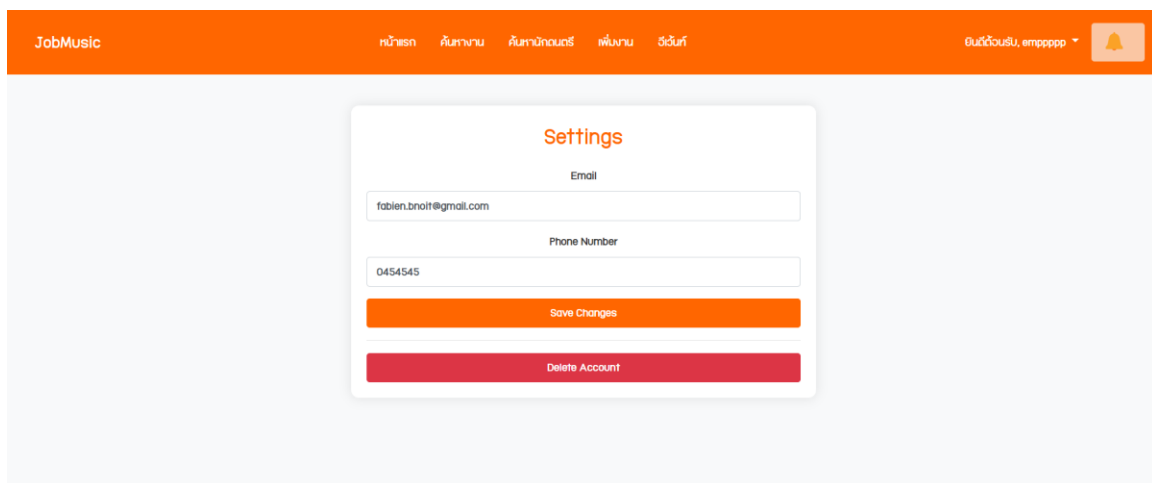 JobMusic หน้าแรก ค้นหางาน ค้นหานักดนตรี เพิ่มงาน อีเว้นท์ ยินดีต้อนรับ, emppppp
Settings
Email
fabien.bnoit@gmail.com
Phone Number
0454545
Save Changes
Delete Account